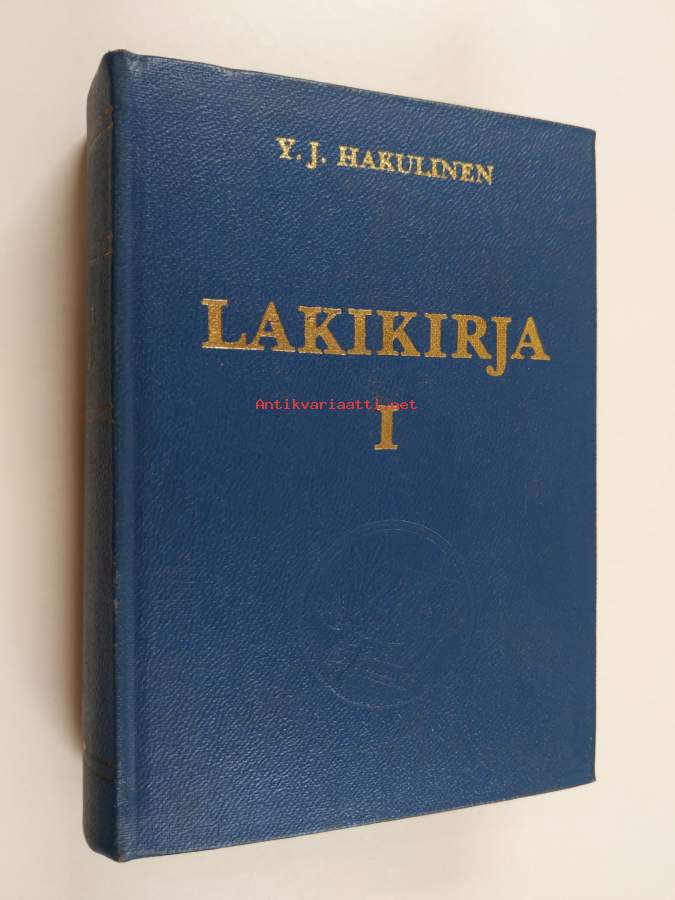 Y. J. HAKULINEN
LAKIKIRJA
Antikvariaatti.net
I